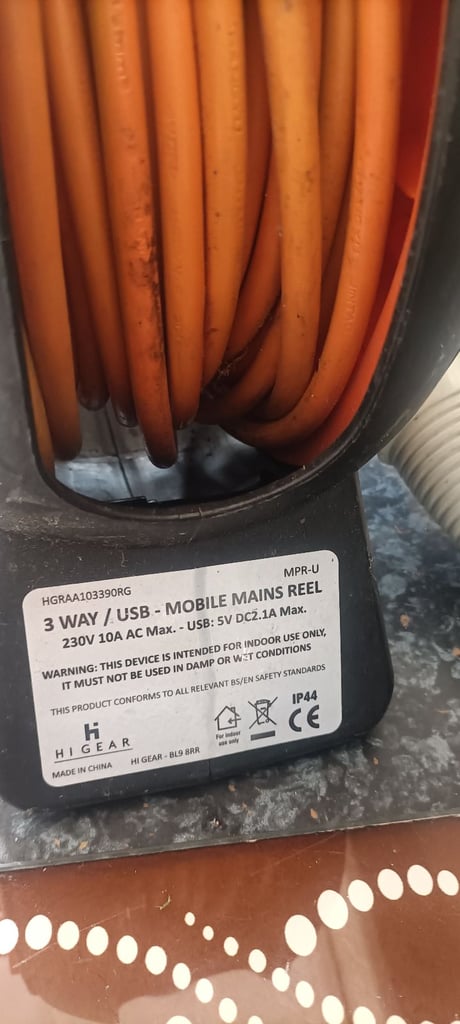 HGRAA103390RG
MPR-U
3 WAY / USB - MOBILE MAINS REEL
230V 10A AC Max. - USB: 5V DC2.1A Max.
WARNING: THIS DEVICE IS INTENDED FOR INDOOR USE ONLY,
IT MUST NOT BE USED IN DAMP OR WET CONDITIONS
THIS PRODUCT CONFORMS TO ALL RELEVANT BS/EN SAFETY STANDARDS
IP44
CE
For indoor
use only
Hi
HI GEAR
MADE IN CHINA
HI GEAR - BL9 8RR